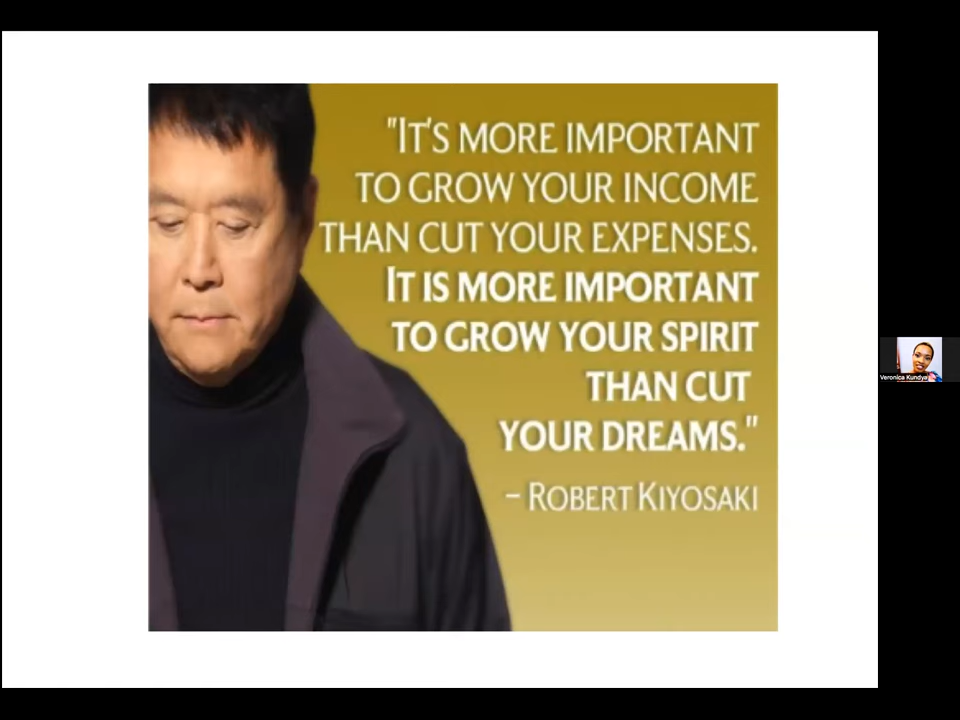 "IT'S MORE IMPORTANT
TO GROW YOUR INCOME
THAN CUT YOUR EXPENSES.
IT IS MORE IMPORTANT
TO GROW YOUR SPIRIT
THAN CUT
YOUR DREAMS."
– ROBERT KIYOSAKI
Veronica Kundya